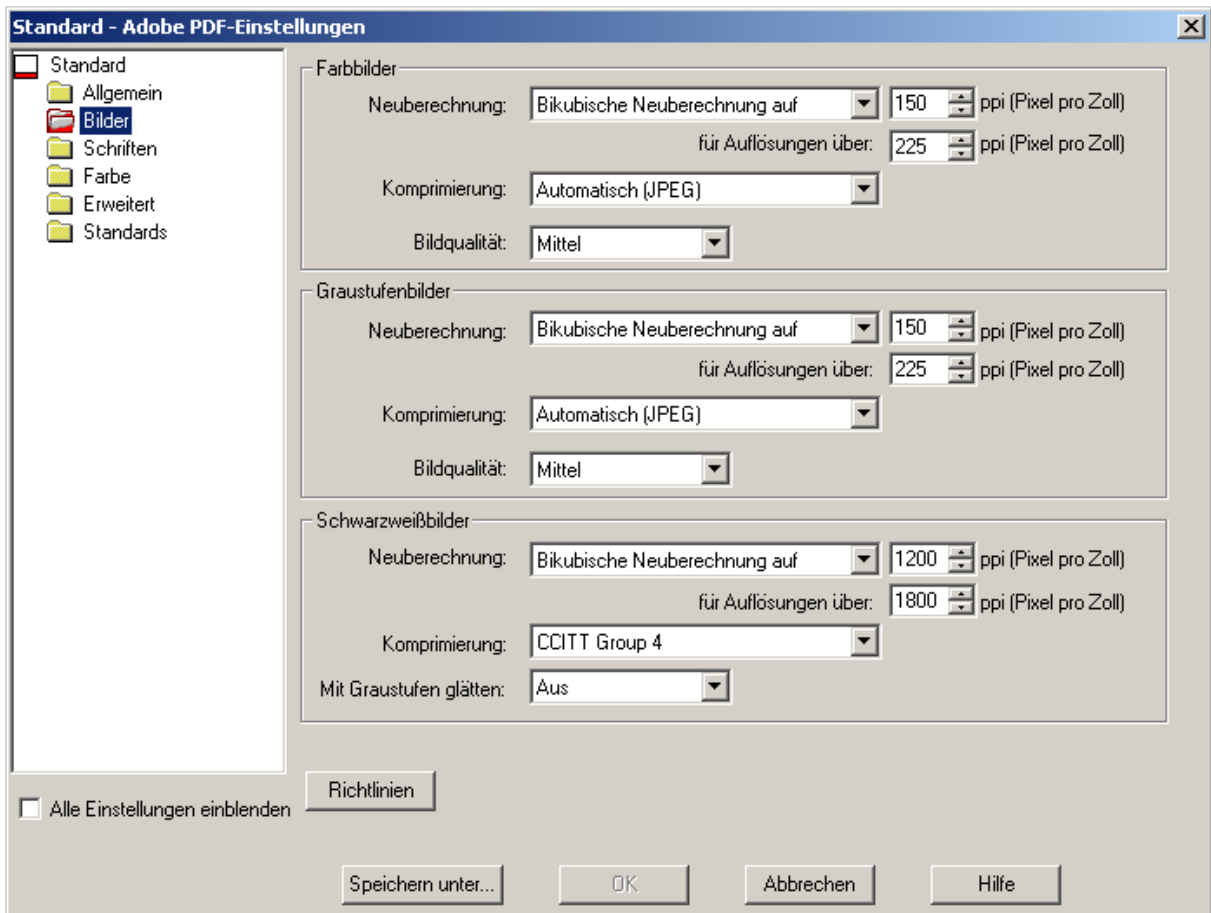 Standard - Adobe PDF-Einstellungen
Standard
Allgemein
Bilder
Schriften
Farbe
Erweitert
Standards
Alle Einstellungen einblenden
Farbbilder
Neuberechnung: Bikubische Neuberechnung auf 150 ppi (Pixel pro Zoll)
für Auflösungen über: 225 ppi (Pixel pro Zoll)
Komprimierung: Automatisch (JPEG)
Bildqualität: Mittel
Graustufenbilder
Neuberechnung: Bikubische Neuberechnung auf 150 ppi (Pixel pro Zoll)
für Auflösungen über: 225 ppi (Pixel pro Zoll)
Komprimierung: Automatisch (JPEG)
Bildqualität: Mittel
Schwarzweißbilder
Neuberechnung: Bikubische Neuberechnung auf 1200 ppi (Pixel pro Zoll)
für Auflösungen über: 1800 ppi (Pixel pro Zoll)
Komprimierung: CCITT Group 4
Mit Graustufen glätten: Aus
Richtlinien
Speichern unter... OK Abbrechen Hilfe